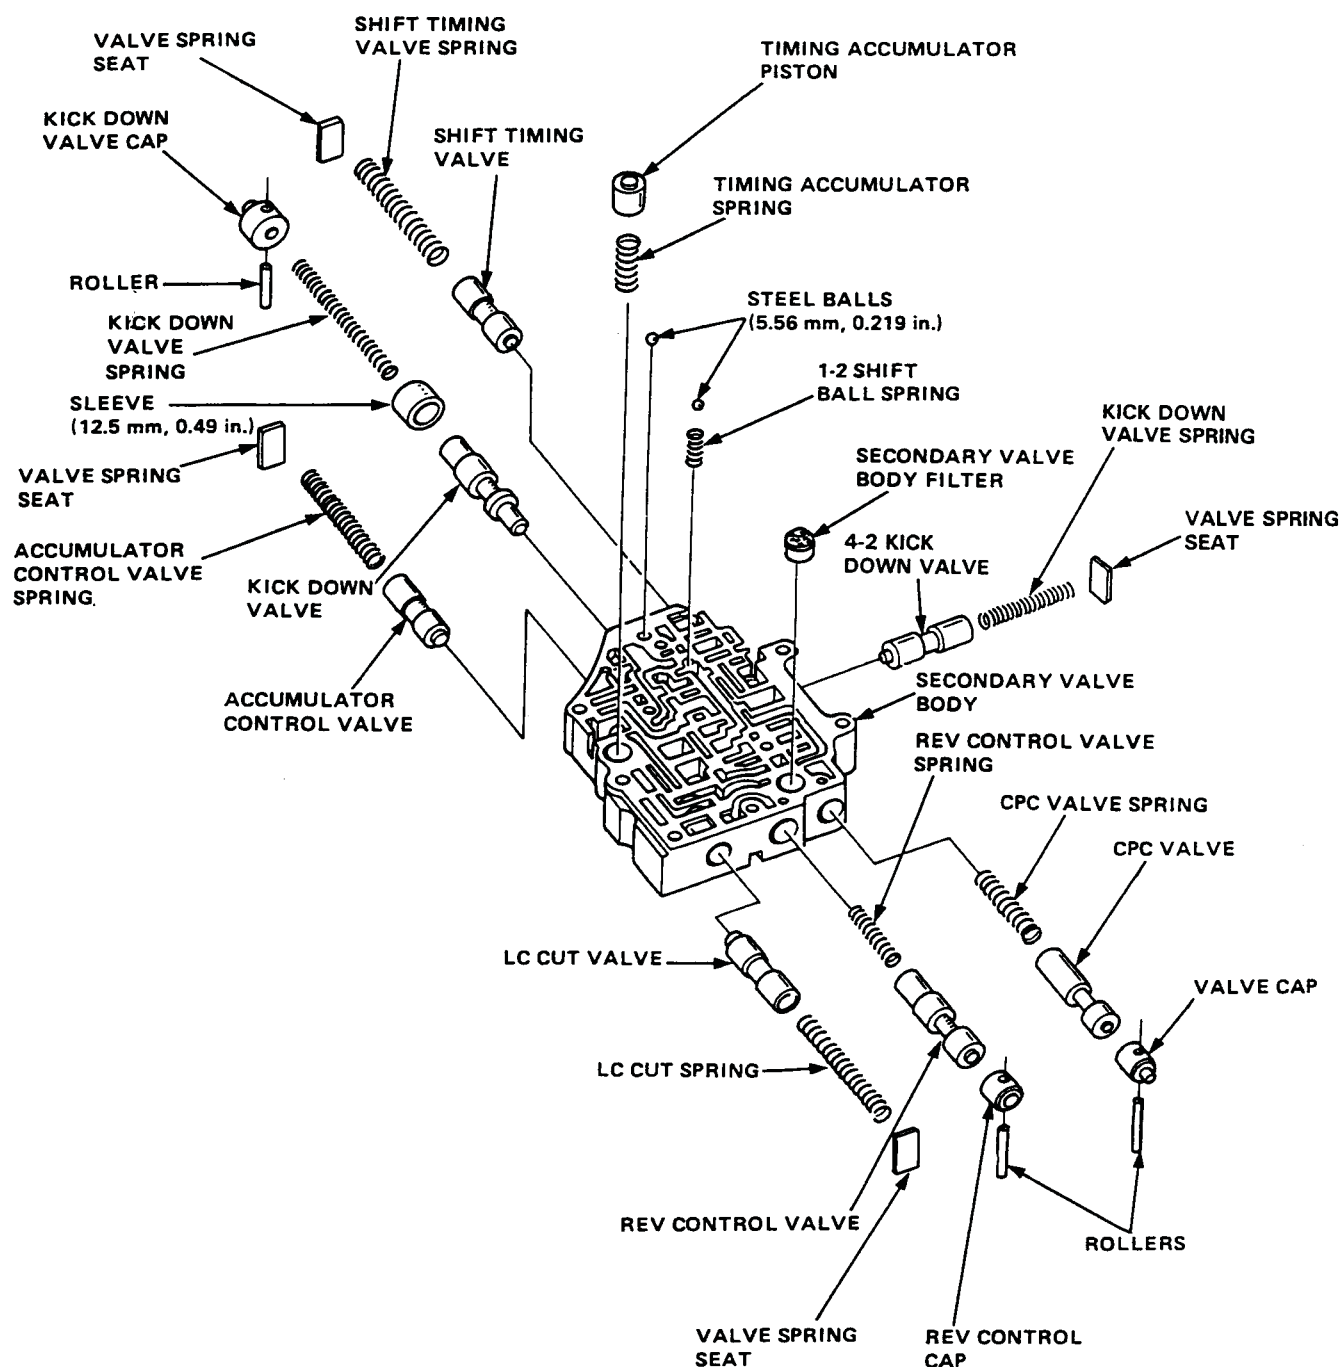 SHIFT TIMING
VALVE SPRING
VALVE SPRING
SEAT
TIMING ACCUMULATOR
PISTON
KICK DOWN
VALVE CAP
SHIFT TIMING
VALVE
TIMING ACCUMULATOR
SPRING
ROLLER
STEEL BALLS
(5.56 mm, 0.219 in.)
KICK DOWN
VALVE
SPRING
1-2 SHIFT
BALL SPRING
SLEEVE
(12.5 mm, 0.49 in.)
KICK DOWN
VALVE SPRING
SECONDARY VALVE
BODY FILTER
VALVE SPRING
SEAT
VALVE SPRING
SEAT
4-2 KICK
DOWN VALVE
ACCUMULATOR
CONTROL VALVE
SPRING
KICK DOWN
VALVE
ACCUMULATOR
CONTROL VALVE
SECONDARY VALVE
BODY
REV CONTROL VALVE
SPRING
CPC VALVE SPRING
CPC VALVE
LC CUT VALVE
VALVE CAP
LC CUT SPRING
REV CONTROL VALVE
ROLLERS
VALVE SPRING
SEAT
REV CONTROL
CAP